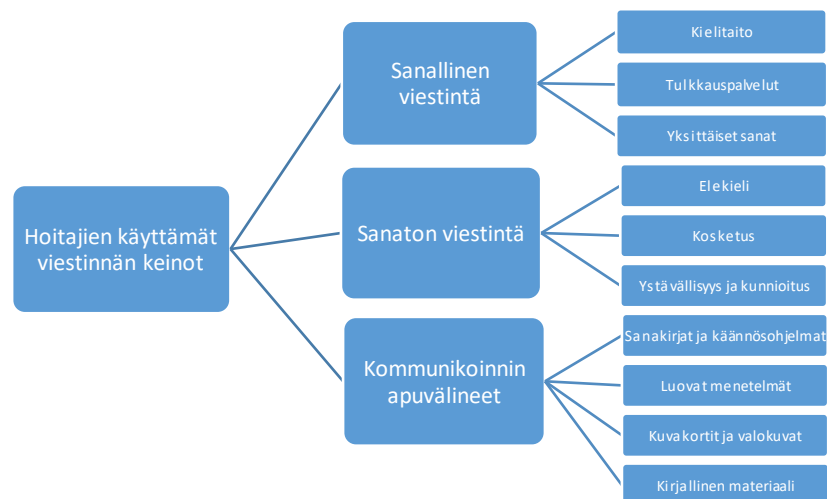 Hoitajien käyttämät
viestinnän keinot
Sanallinen
viestintä
Kielitaito
Tulkkauspalvelut
Yksittäiset sanat
Sanaton viestintä
Elekieli
Kosketus
Ystävällisyys ja kunnioitus
Kommunikoinnin
apuvälineet
Sanakirjat ja käännösohjelmat
Luovat menetelmät
Kuvakortit ja valokuvat
Kirjallinen materiaali